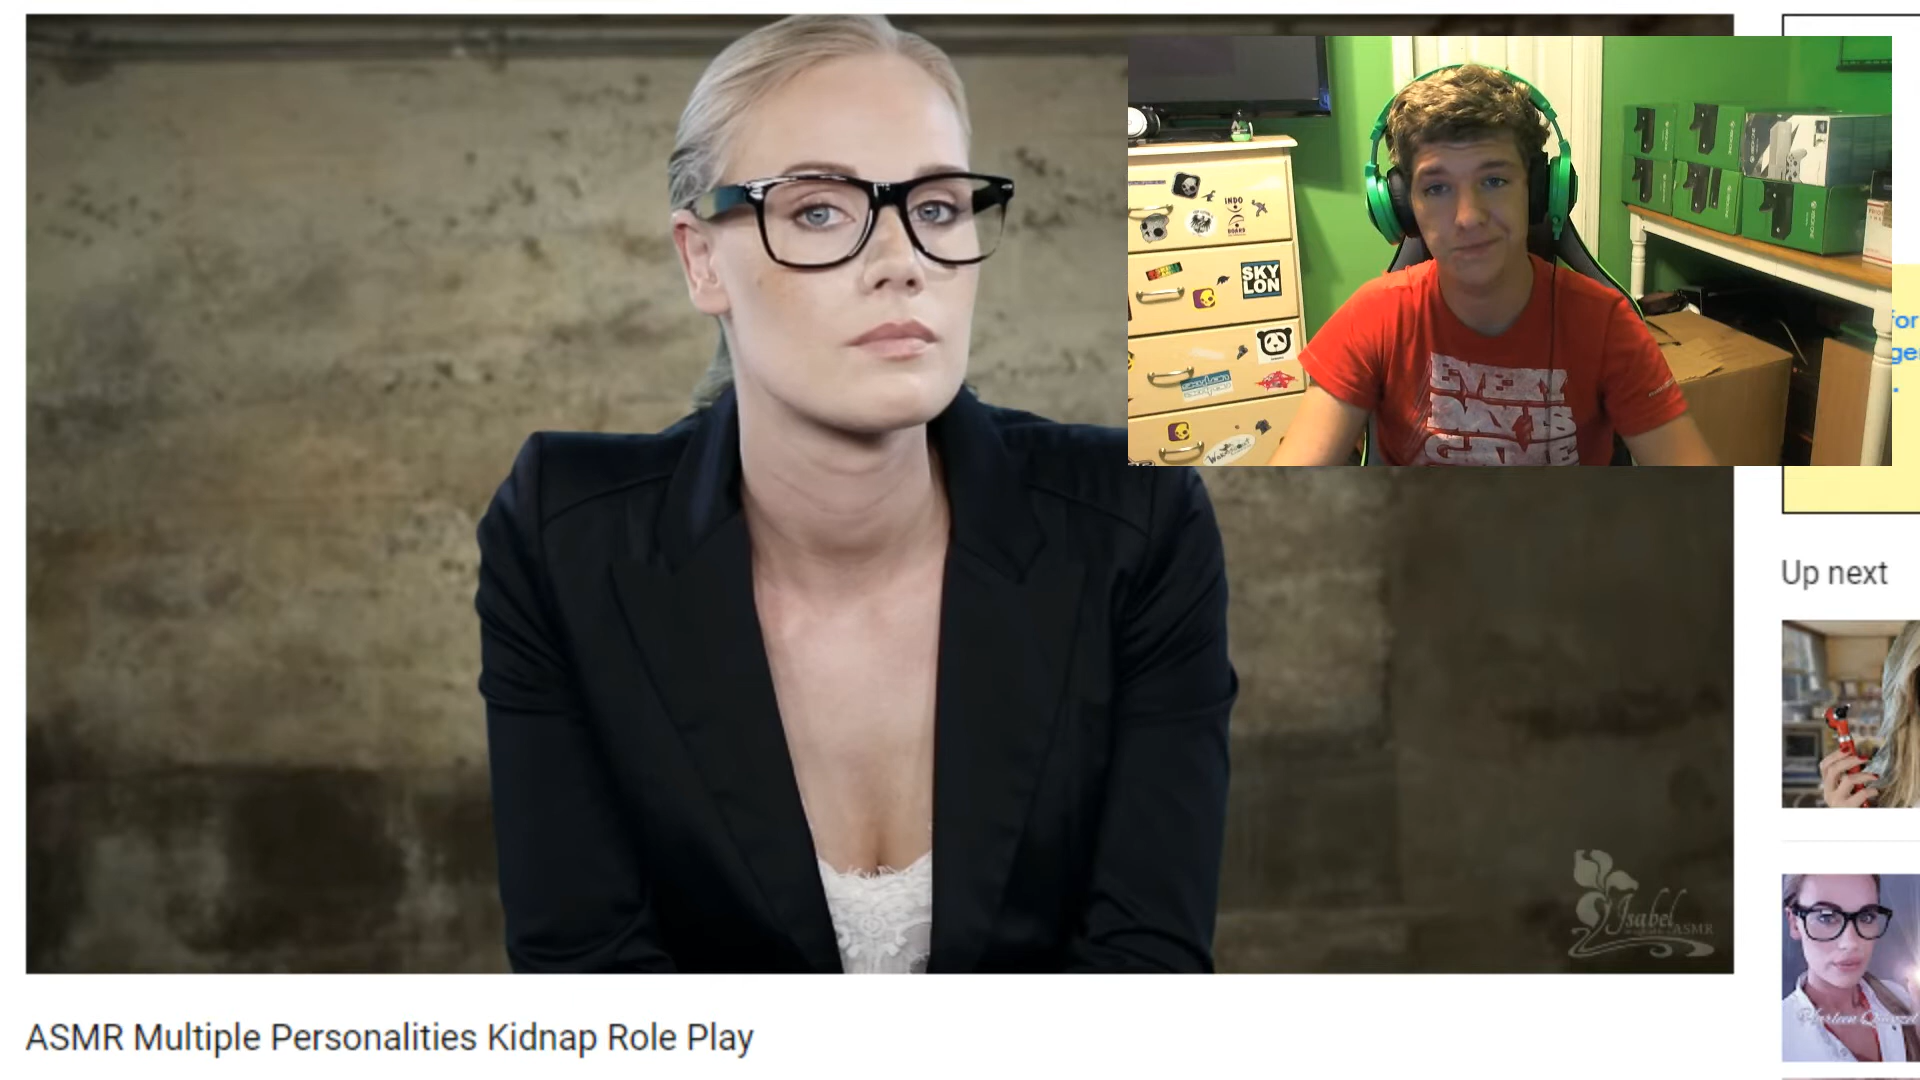 INDO
BOARD
SKY
LON
EVERY
DAY IS
GAME
for
ge
.
Up next
Isabel
ASMR
ASMR Multiple Personalities Kidnap Role Play